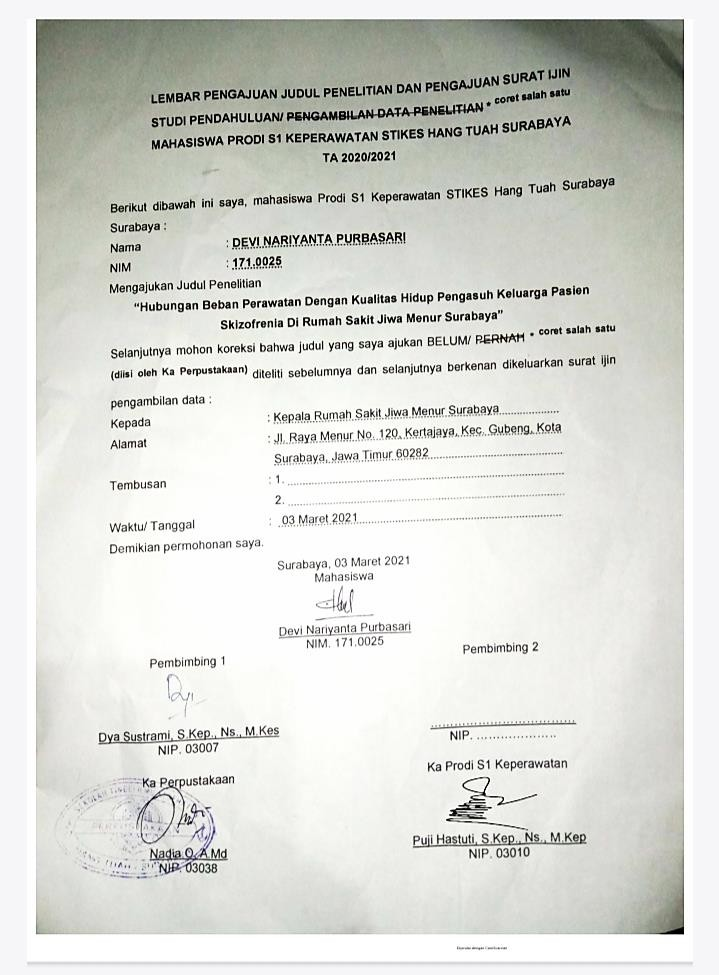 LEMBAR PENGAJUAN JUDUL PENELITIAN DAN PENGAJUAN SURAT IJIN
STUDI PENDAHULUAN/ PENGAMBILAN DATA PENELITIAN * coret salah satu
MAHASISWA PRODI S1 KEPERAWATAN STIKES HANG TUAH SURABAYA
TA 2020/2021
Berikut dibawah ini saya, mahasiswa Prodi S1 Keperawatan STIKES Hang Tuah Surabaya
Surabaya :
Nama : DEVI NARIYANTA PURBASARI
NIM : 171.0025
Mengajukan Judul Penelitian
“Hubungan Beban Perawatan Dengan Kualitas Hidup Pengasuh Keluarga Pasien
Skizofrenia Di Rumah Sakit Jiwa Menur Surabaya”
Selanjutnya mohon koreksi bahwa judul yang saya ajukan BELUM/ PERNAH * coret salah satu
(diisi oleh Ka Perpustakaan) diteliti sebelumnya dan selanjutnya berkenan dikeluarkan surat ijin
pengambilan data :
Kepada : Kepala Rumah Sakit Jiwa Menur Surabaya
Alamat : Jl. Raya Menur No. 120, Kertajaya, Kec. Gubeng, Kota
Surabaya, Jawa Timur 60282
Tembusan : 1.
2.
Waktu/ Tanggal : 03 Maret 2021
Demikian permohonan saya.
Surabaya, 03 Maret 2021
Mahasiswa
Devi Nariyanta Purbasari
NIM. 171.0025
Pembimbing 1
Dya Sustrami, S.Kep., Ns., M.Kes
NIP. 03007
Pembimbing 2
NIP. ....................
Ka Perpustakaan
Nadia O, A.Md
NIP. 03038
Ka Prodi S1 Keperawatan
Puji Hastuti, S.Kep., Ns., M.Kep
NIP. 03010